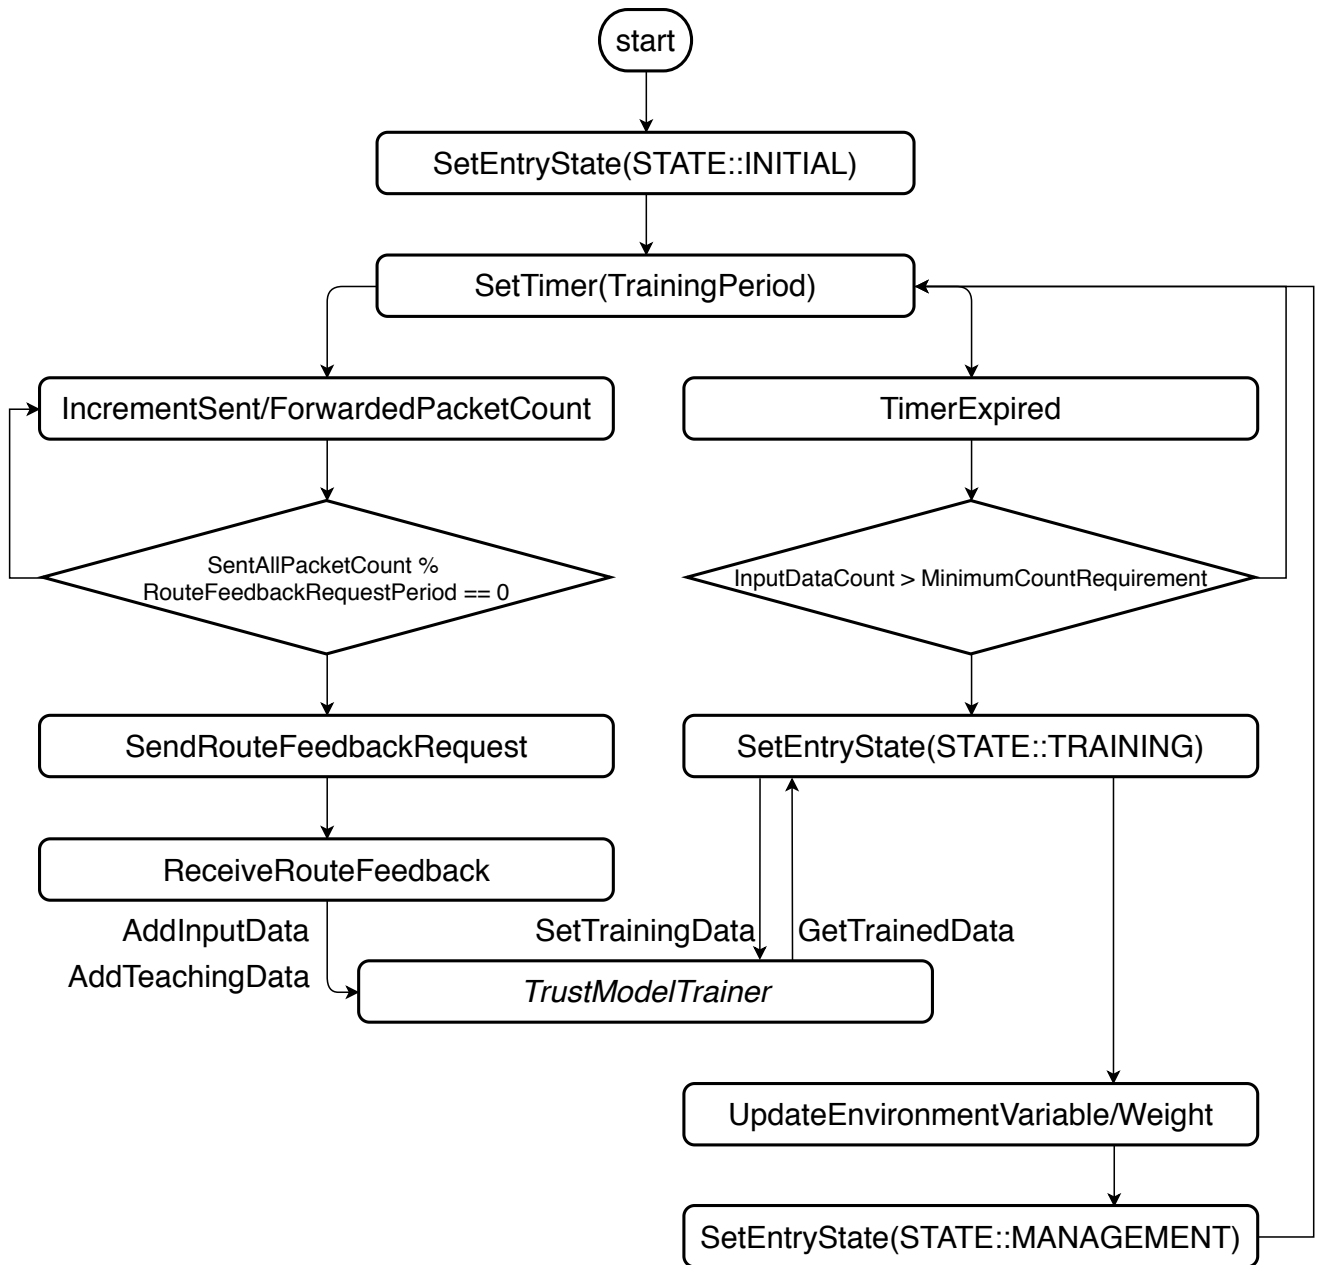 start
SetEntryState(STATE::INITIAL)
SetTimer(TrainingPeriod)
IncrementSent/ForwardedPacketCount
TimerExpired
SentAllPacketCount %
RouteFeedbackRequestPeriod == 0
InputDataCount > MinimumCountRequirement
SendRouteFeedbackRequest
SetEntryState(STATE::TRAINING)
ReceiveRouteFeedback
AddInputData
AddTeachingData
SetTrainingData
GetTrainedData
TrustModelTrainer
UpdateEnvironmentVariable/Weight
SetEntryState(STATE::MANAGEMENT)